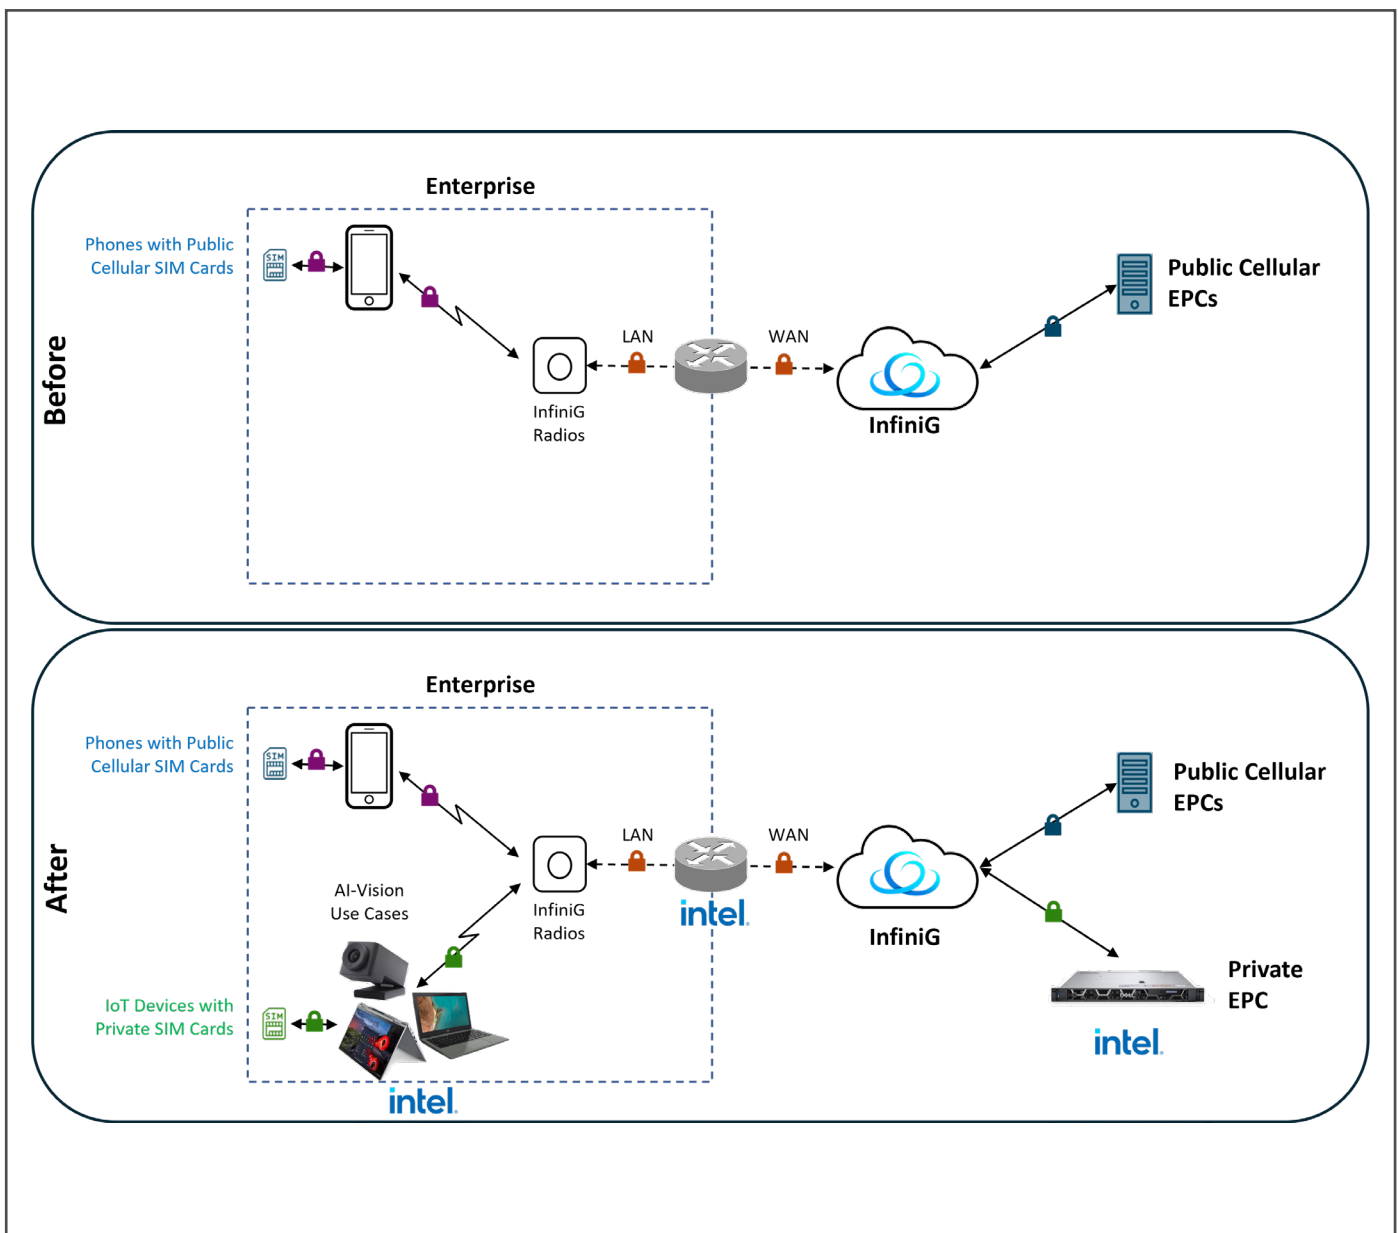 Before
Enterprise
Phones with Public
Cellular SIM Cards
SIM
LAN
WAN
InfiniG
Radios
InfiniG
Public Cellular
EPCs
After
Enterprise
Phones with Public
Cellular SIM Cards
SIM
LAN
WAN
InfiniG
Radios
intel.
InfiniG
Public Cellular
EPCs
AI-Vision
Use Cases
IoT Devices with
Private SIM Cards
SIM
intel.
Private
EPC
intel.